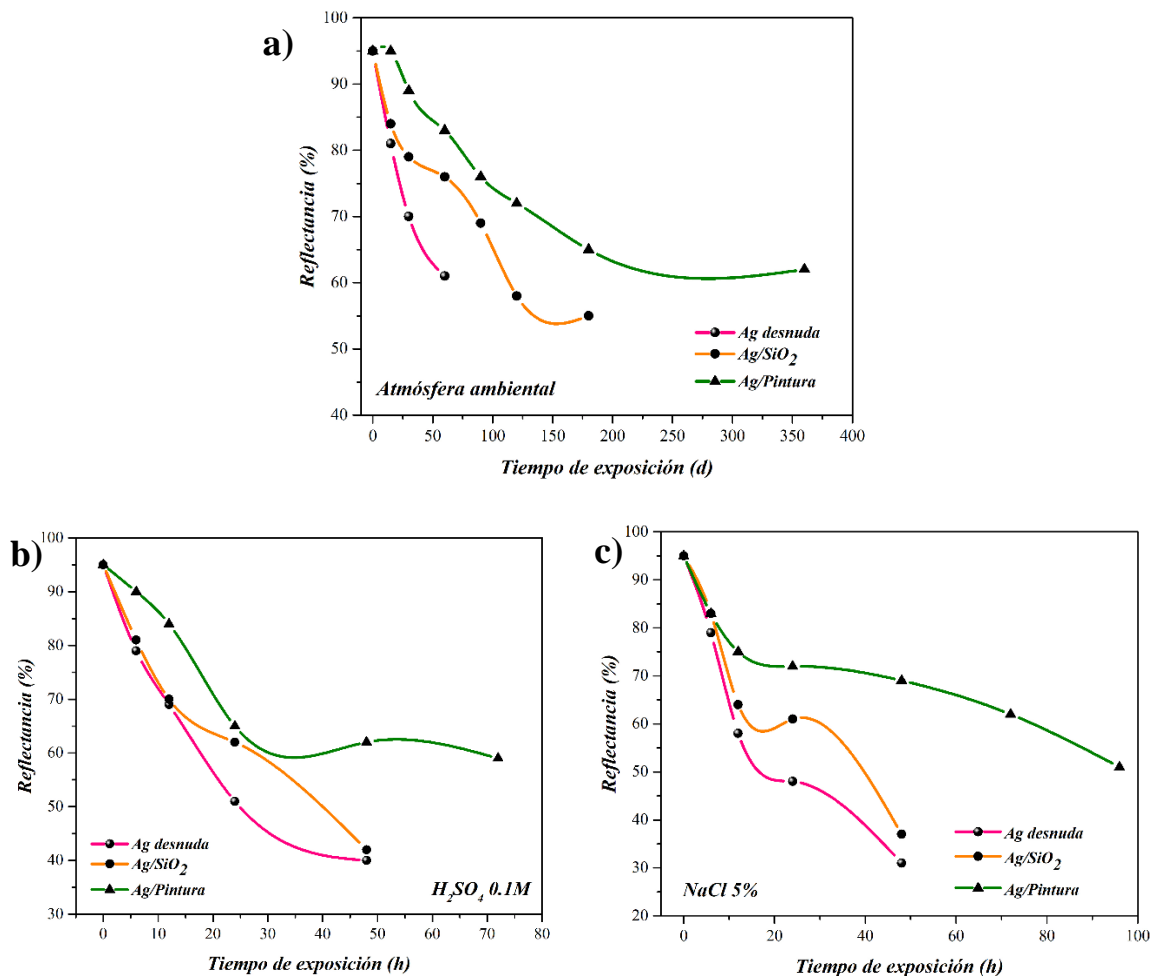 a)
100
90
80
70
60
50
40
Reflectancia (%)
Ag desnuda
Ag/SiO₂
Ag/Pintura
Atmósfera ambiental
0 50 100 150 200 250 300 350 400
Tiempo de exposición (d)
b)
100
90
80
70
60
50
40
30
Reflectancia (%)
Ag desnuda
Ag/SiO₂
Ag/Pintura
H₂SO₄ 0.1M
0 10 20 30 40 50 60 70 80
Tiempo de exposición (h)
c)
100
90
80
70
60
50
40
30
20
Reflectancia (%)
Ag desnuda
Ag/SiO₂
Ag/Pintura
NaCl 5%
0 20 40 60 80 100
Tiempo de exposición (h)